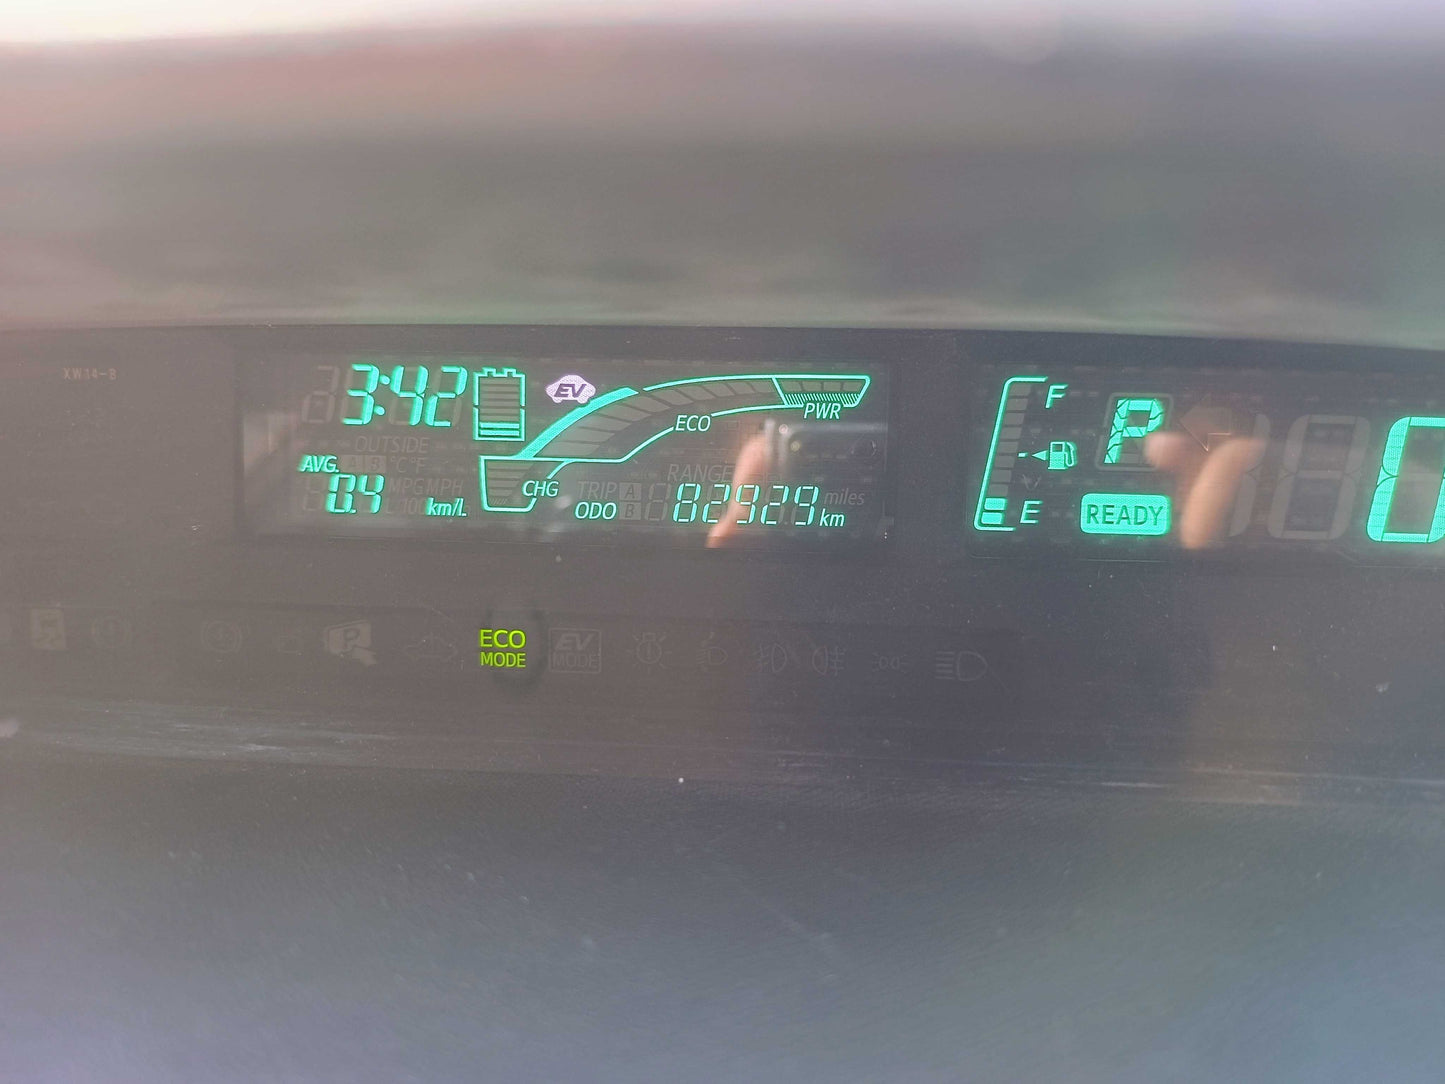 XW14-B
3:42
EV
ECO
PWR
F
P
OUTSIDE
AVG. A B °C °F
MPG MPH
0.4 km/L
CHG
RANGE
TRIP A
miles
ODO B 82929 km
E
READY
0
P
ECO
MODE
EV
MODE